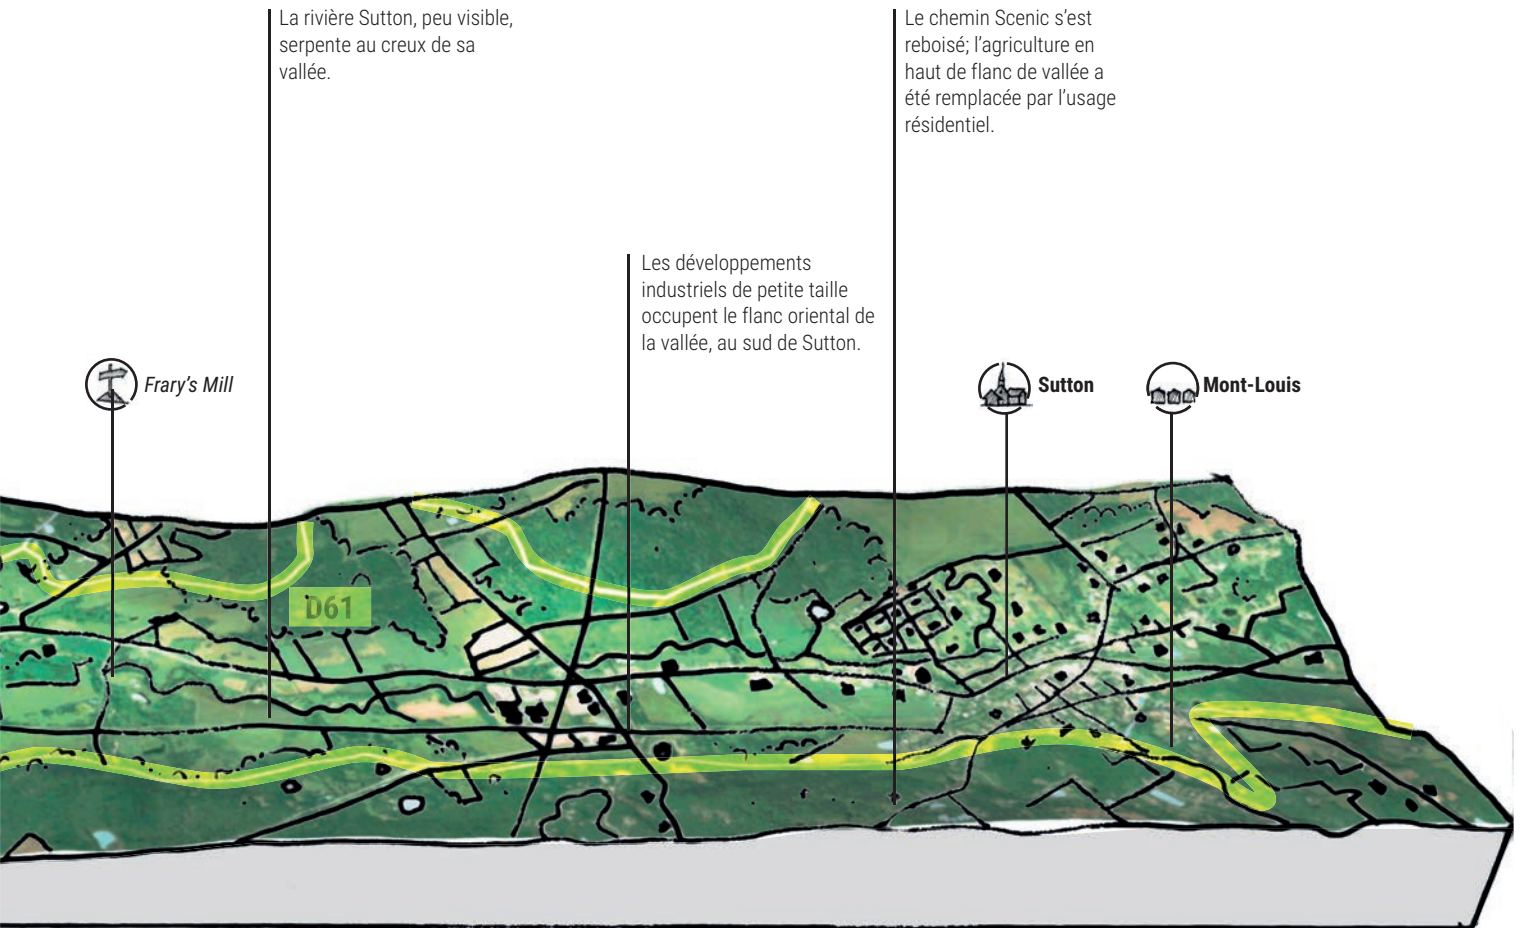 La rivière Sutton, peu visible,
serpente au creux de sa
vallée.
Le chemin Scenic s’est
reboisé; l’agriculture en
haut de flanc de vallée a
été remplacée par l’usage
résidentiel.
Les développements
industriels de petite taille
occupent le flanc oriental de
la vallée, au sud de Sutton.
Frary’s Mill
Sutton
Mont-Louis
D61